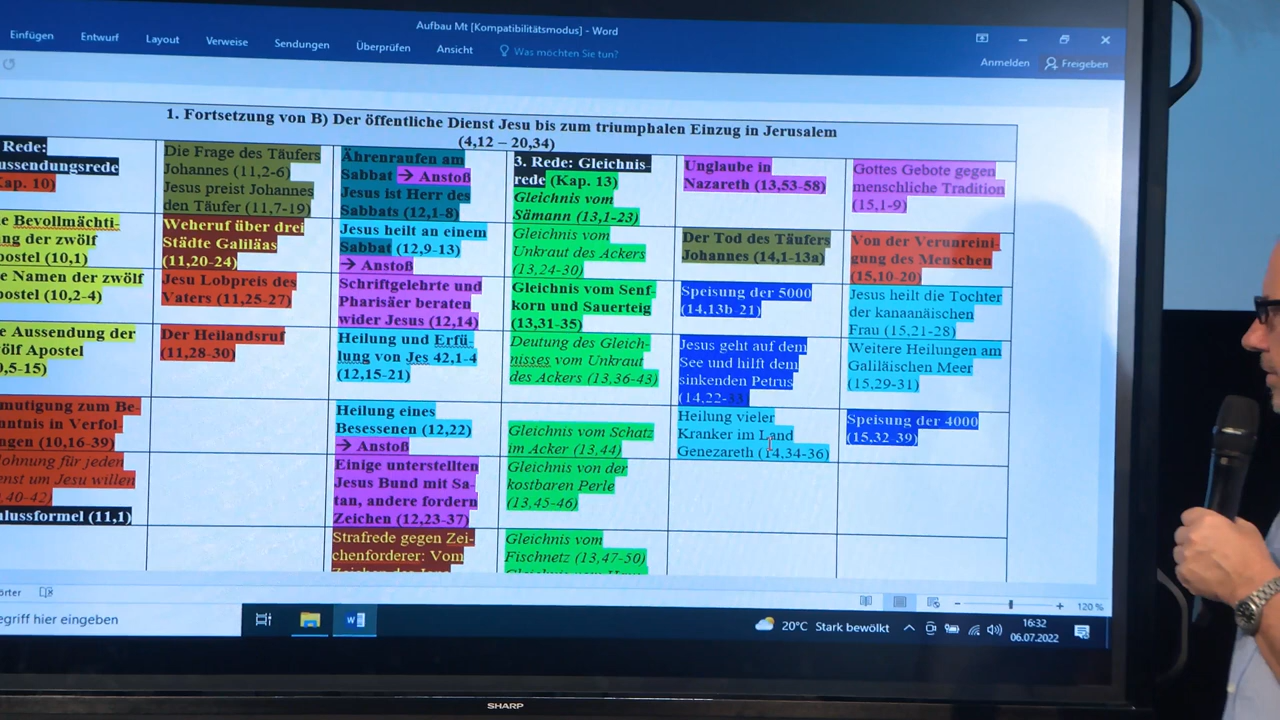 Aufbau Mt [Kompatibilitätsmodus] - Word
Einfügen Entwurf Layout Verweise Sendungen Überprüfen Ansicht Was möchten Sie tun?
Anmelden Freigeben
1. Fortsetzung von B) Der öffentliche Dienst Jesu bis zum triumphalen Einzug in Jerusalem
(4,12 – 20,34)
Rede:
ussendungsrede
Kap. 10)
e Bevollmächti-
ng der zwölf
postel (10,1)
e Namen der zwölf
postel (10,2-4)
e Aussendung der
ölf Apostel
0,5-15)
mutigung zum Be-
nntnis in Verfol-
ngen (10,16-39)
ohnung für jeden
enst um Jesu willen
,40-42)
hlussformel (11,1)
Die Frage des Täufers
Johannes (11,2-6)
Jesus preist Johannes
den Täufer (11,7-19)
Weheruf über drei
Städte Galiläas
(11,20-24)
Jesu Lobpreis des
Vaters (11,25-27)
Der Heilandsruf
(11,28-30)
Ährenraufen am
Sabbat → Anstoß
Jesus ist Herr des
Sabbats (12,1-8)
Jesus heilt an einem
Sabbat (12,9-13)
→ Anstoß
Schriftgelehrte und
Pharisäer beraten
wider Jesus (12,14)
Heilung und Erfü-
lung von Jes 42,1-4
(12,15-21)
Heilung eines
Besessenen (12,22)
→ Anstoß
Einige unterstellten
Jesus Bund mit Sa-
tan, andere fordern
Zeichen (12,23-37)
Strafrede gegen Zei-
chenforderer: Vom
3. Rede: Gleichnis-
rede (Kap. 13)
Gleichnis vom
Sämann (13,1-23)
Gleichnis vom
Unkraut des Ackers
(13,24-30)
Gleichnis vom Senf-
korn und Sauerteig
(13,31-35)
Deutung des Gleich-
nisses vom Unkraut
des Ackers (13,36-43)
Gleichnis vom Schatz
im Acker (13,44)
Gleichnis von der
kostbaren Perle
(13,45-46)
Gleichnis vom
Fischnetz (13,47-50)
Unglaube in
Nazareth (13,53-58)
Der Tod des Täufers
Johannes (14,1-13a)
Speisung der 5000
(14,13b-21)
Jesus geht auf dem
See und hilft dem
sinkenden Petrus
(14,22-33)
Heilung vieler
Kranker im Land
Genezareth (14,34-36)
Gottes Gebote gegen
menschliche Tradition
(15,1-9)
Von der Verunreini-
gung des Menschen
(15,10-20)
Jesus heilt die Tochter
der kanaanäischen
Frau (15,21-28)
Weitere Heilungen am
Galiläischen Meer
(15,29-31)
Speisung der 4000
(15,32-39)
örter
120 %
egriff hier eingeben
20°C Stark bewölkt
16:32
06.07.2022
SHARP